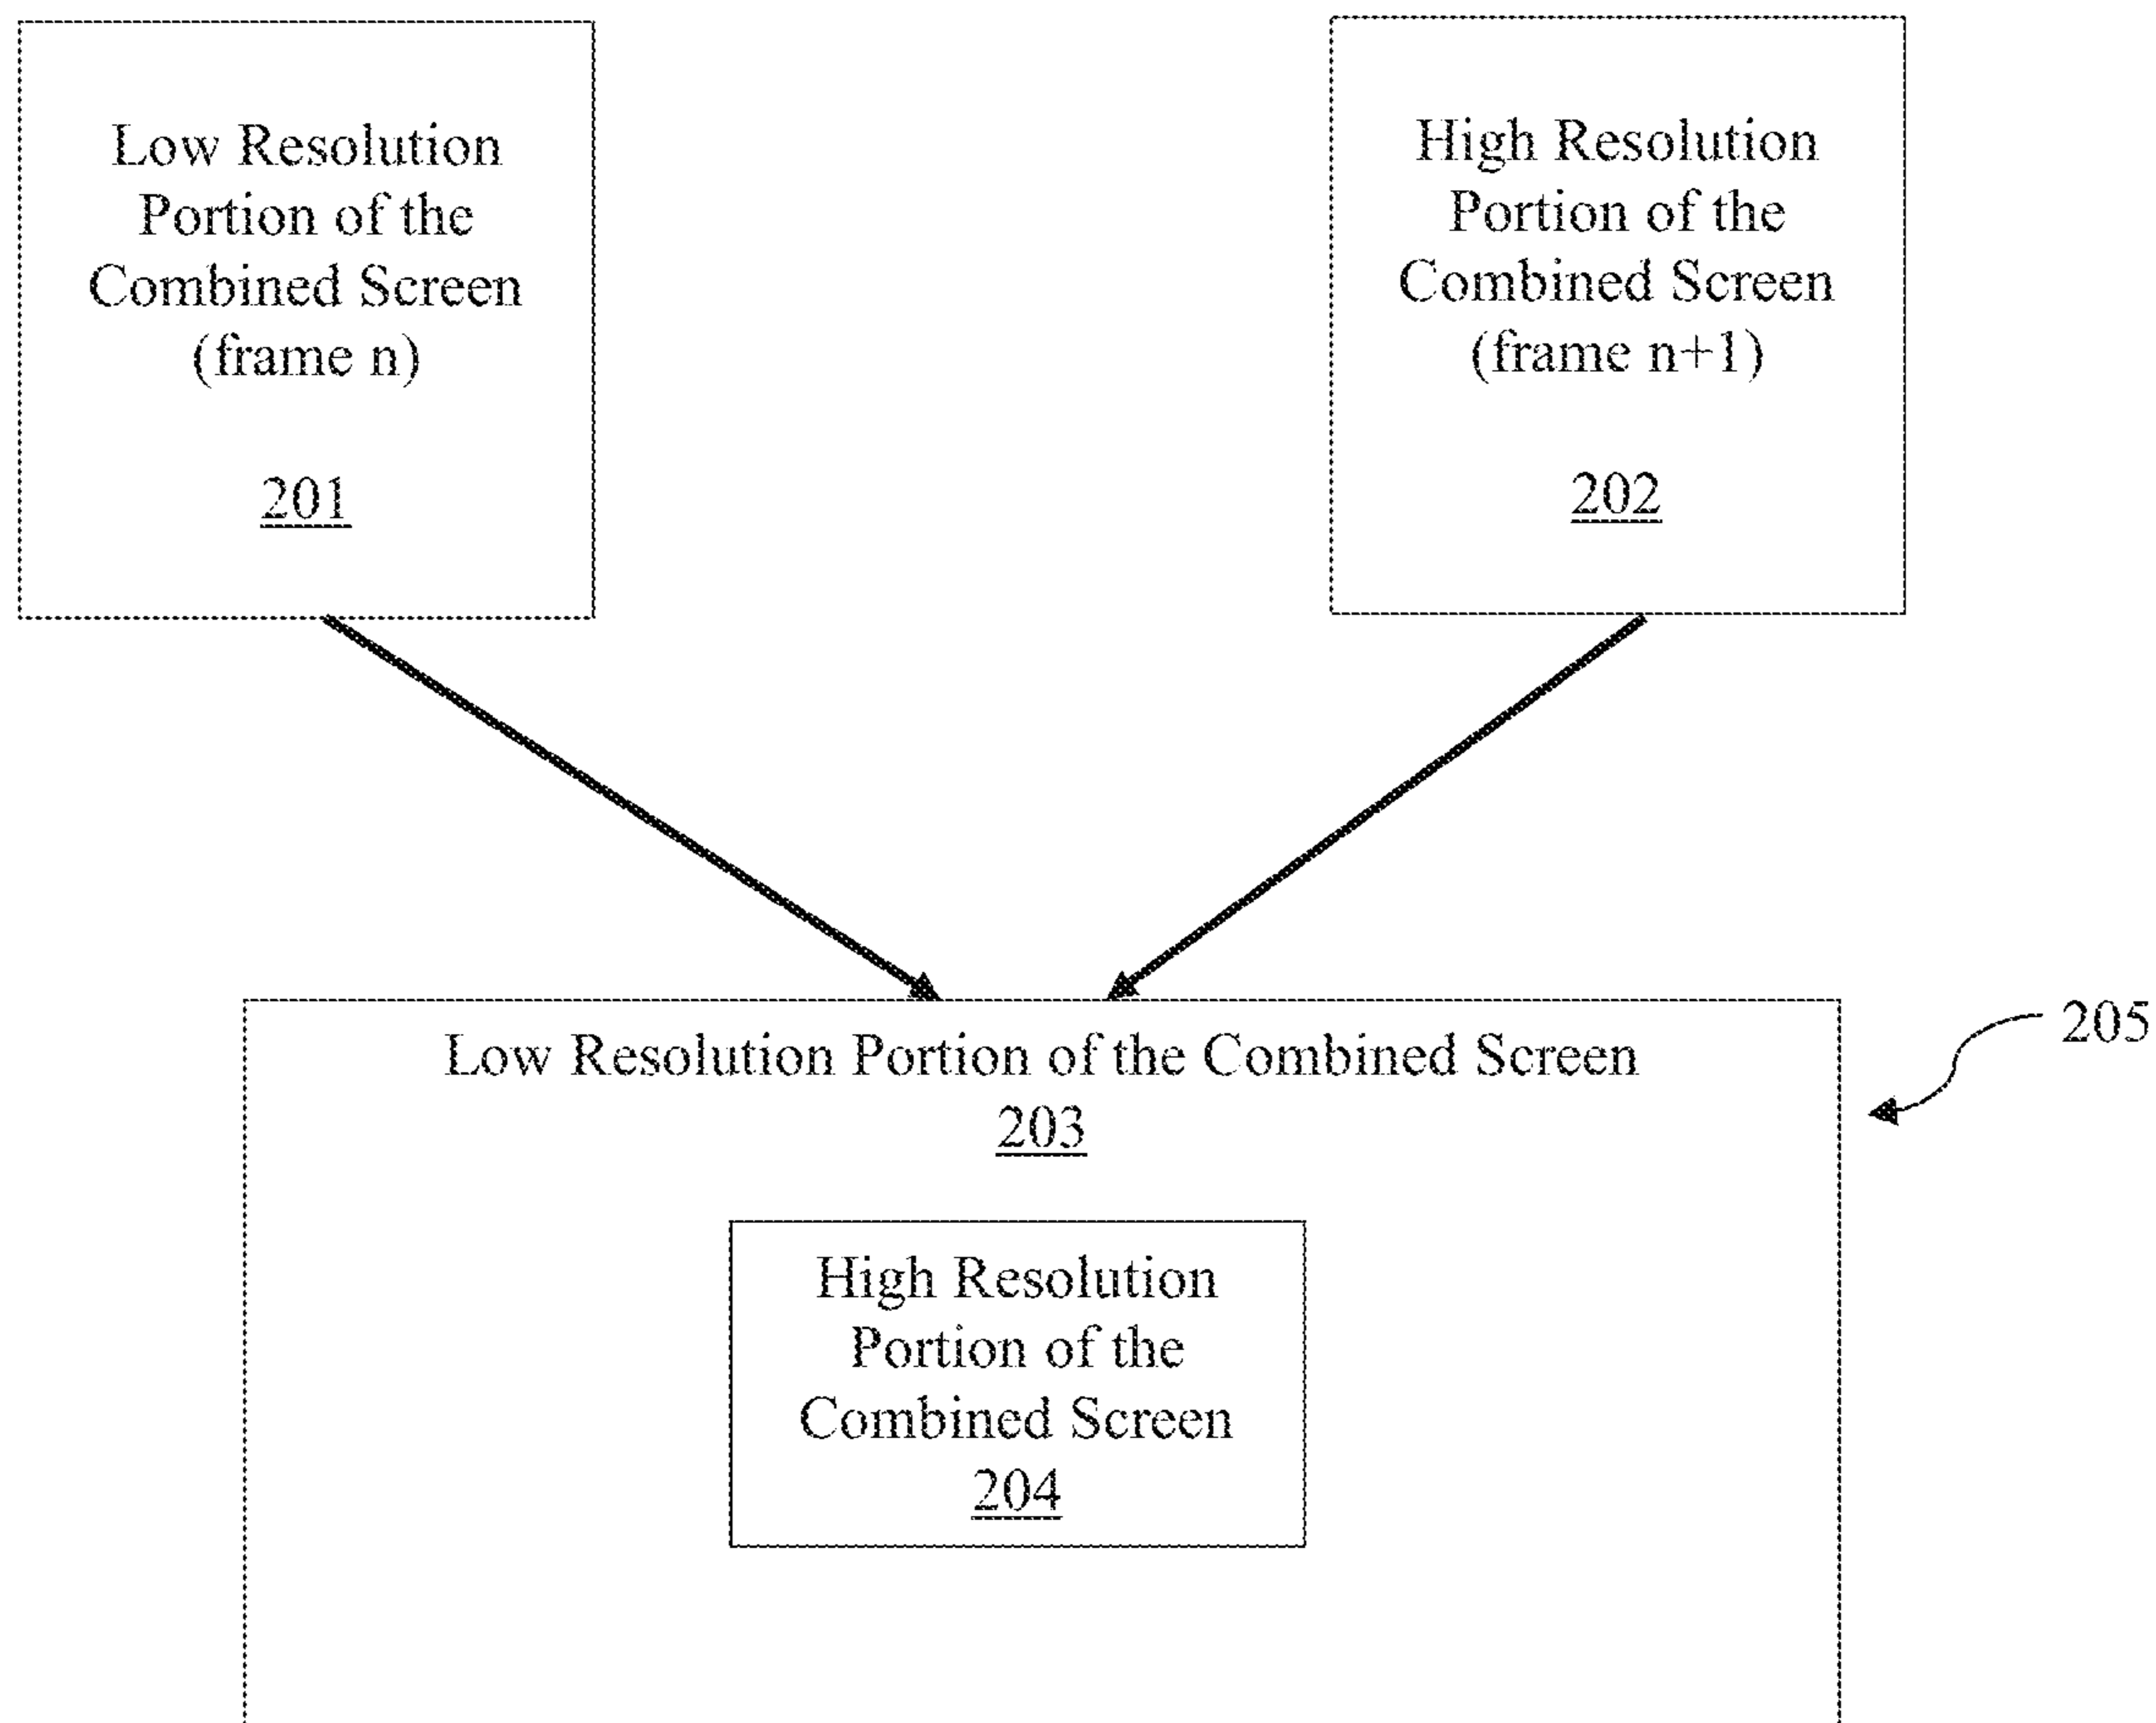 Low Resolution
Portion of the
Combined Screen
(frame n)
201
High Resolution
Portion of the
Combined Screen
(frame n+1)
202
Low Resolution Portion of the Combined Screen
203
205
High Resolution
Portion of the
Combined Screen
204